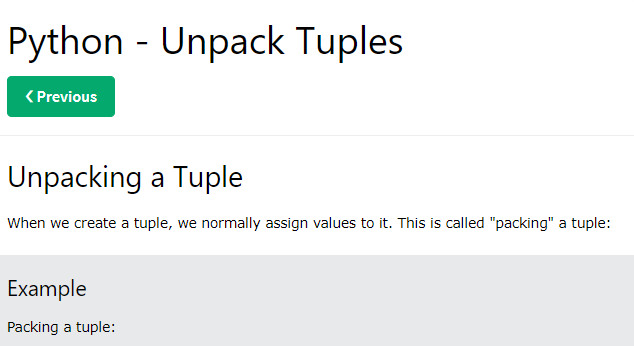 Python - Unpack Tuples
❮ Previous
Unpacking a Tuple
When we create a tuple, we normally assign values to it. This is called "packing" a tuple:
Example
Packing a tuple: